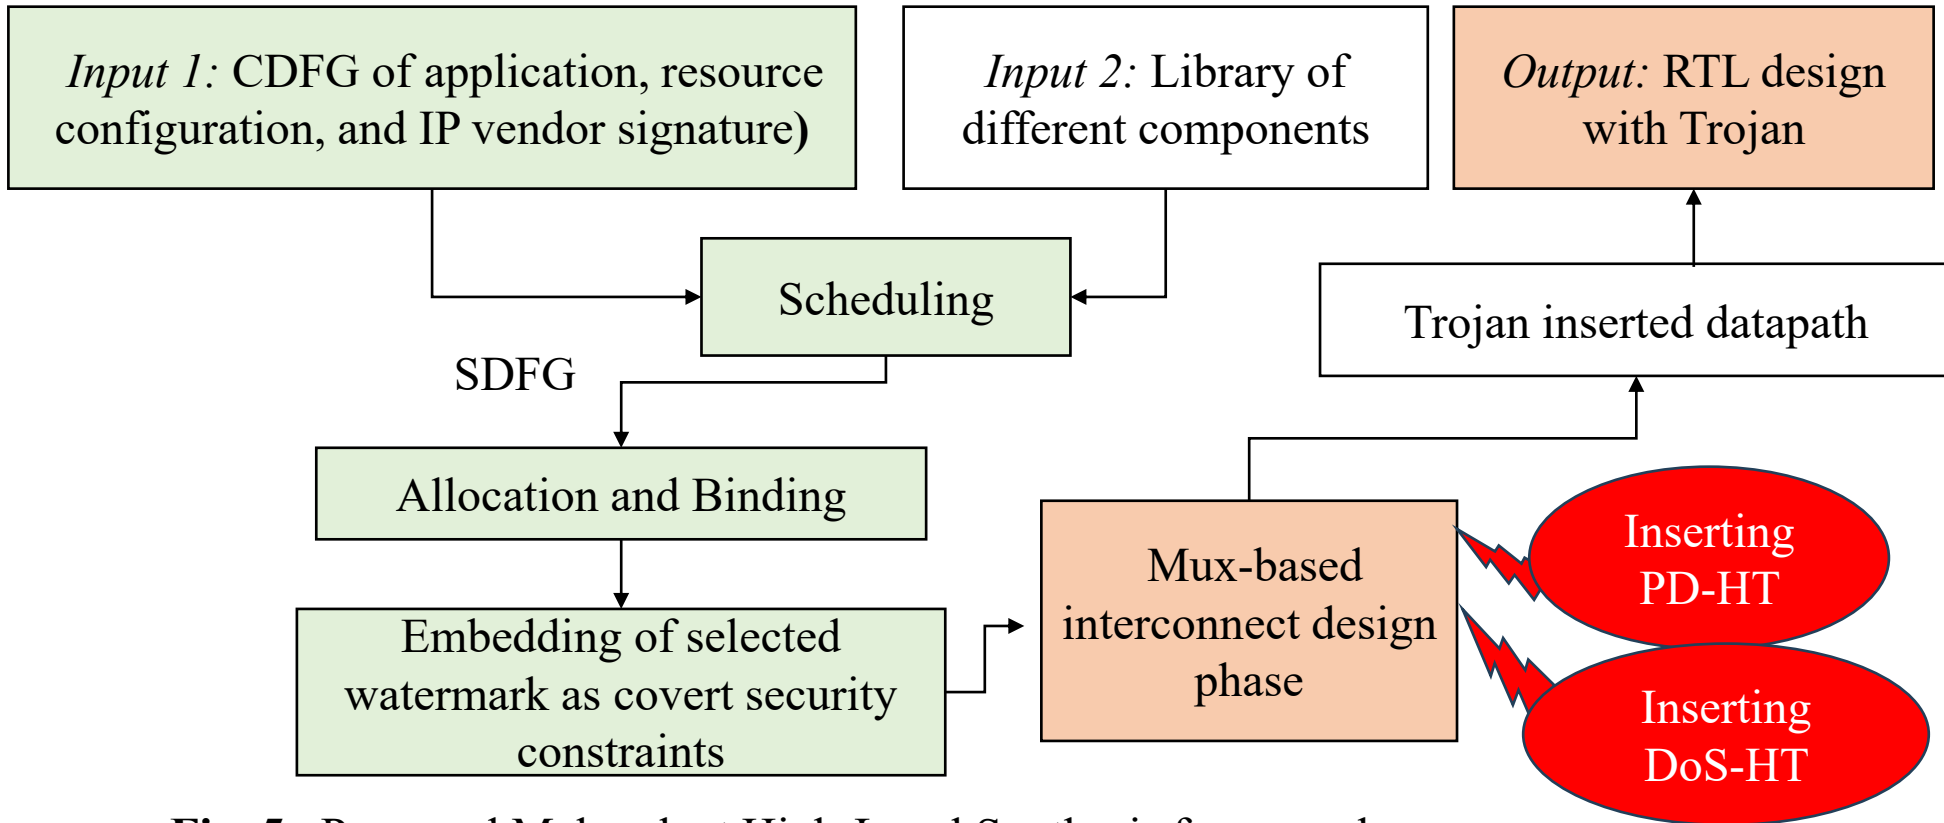 Input 1: CDFG of application, resource
configuration, and IP vendor signature)
Input 2: Library of
different components
Output: RTL design
with Trojan
Scheduling
Trojan inserted datapath
SDFG
Allocation and Binding
Embedding of selected
watermark as covert security
constraints
Mux-based
interconnect design
phase
Inserting
PD-HT
Inserting
DoS-HT